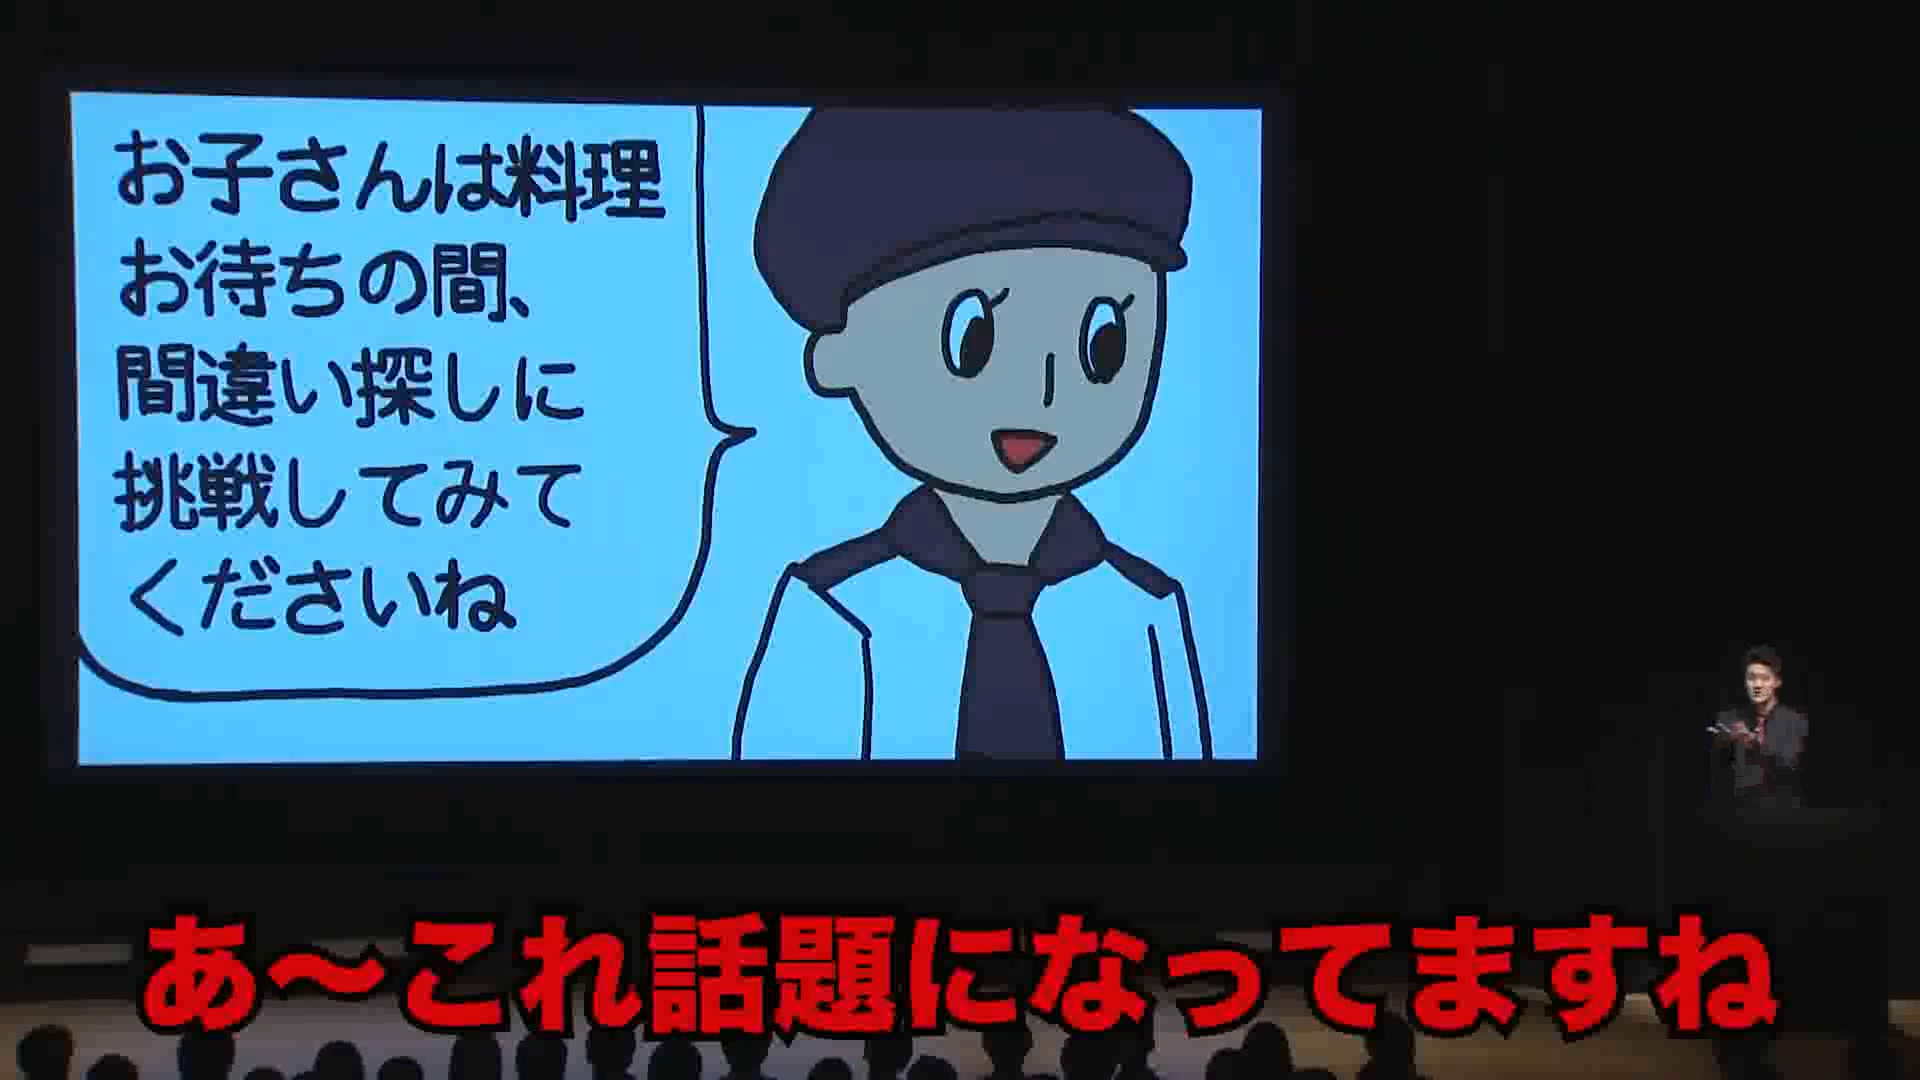 お子さんは料理
お待ちの間、
間違い探しに
挑戦してみて
くださいね
あ～これ話題になってますね